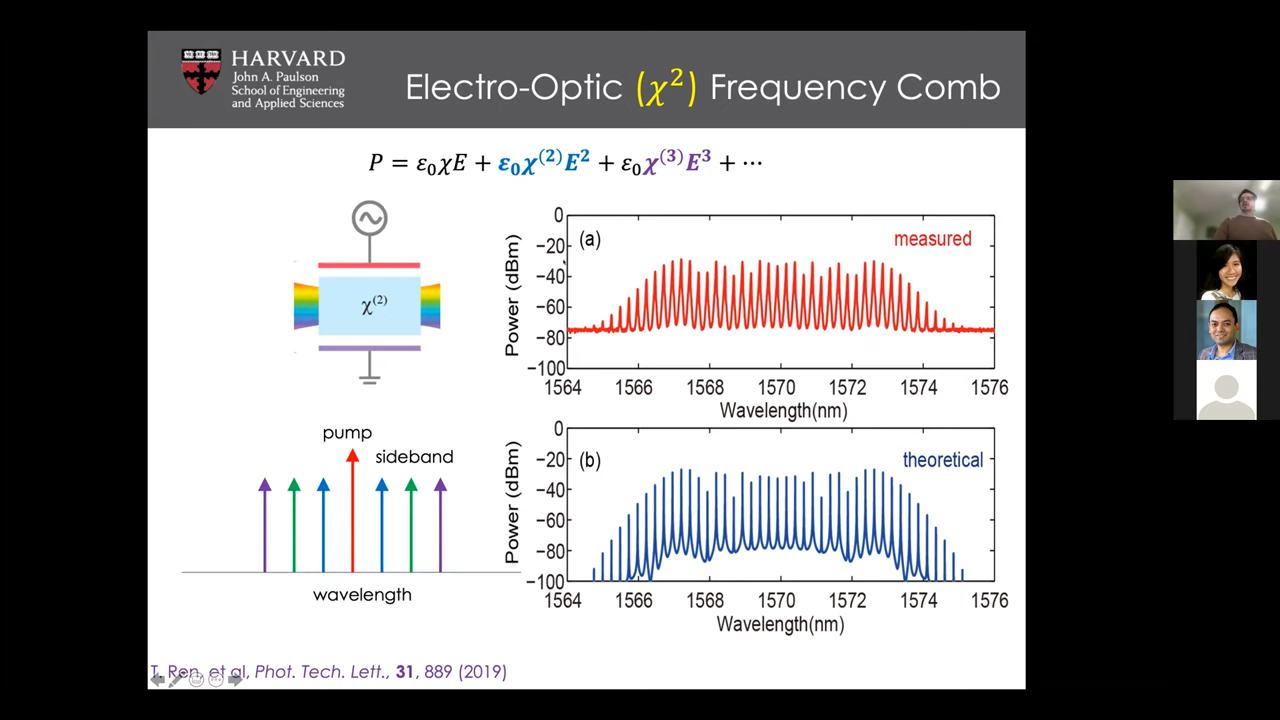 HARVARD
John A. Paulson
School of Engineering
and Applied Sciences
Electro-Optic (χ²) Frequency Comb
P = ε₀χE + ε₀χ⁽²⁾E² + ε₀χ⁽³⁾E³ + ⋯
χ⁽²⁾
pump
sideband
wavelength
(a)
measured
Power (dBm)
0
−20
−40
−60
−80
−100
1564 1566 1568 1570 1572 1574 1576
Wavelength(nm)
(b)
theoretical
Power (dBm)
0
−20
−40
−60
−80
−100
1564 1566 1568 1570 1572 1574 1576
Wavelength(nm)
T. Ren, et al, Phot. Tech. Lett., 31, 889 (2019)